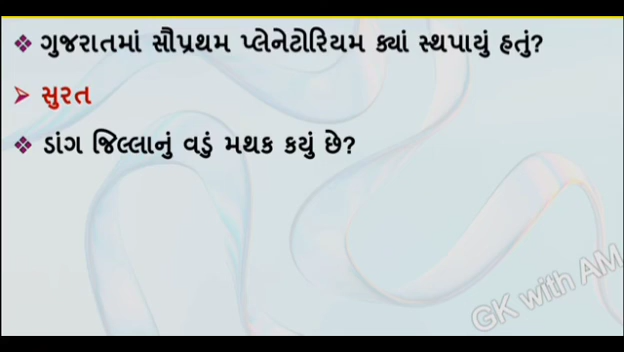 ❖ ગુજરાતમાં સૌપ્રથમ પ્લેનેટોરિયમ ક્યાં સ્થપાયું હતું?
➢ સુરત
❖ ડાંગ જિલ્લાનું વડું મથક કયું છે?
GK with AM